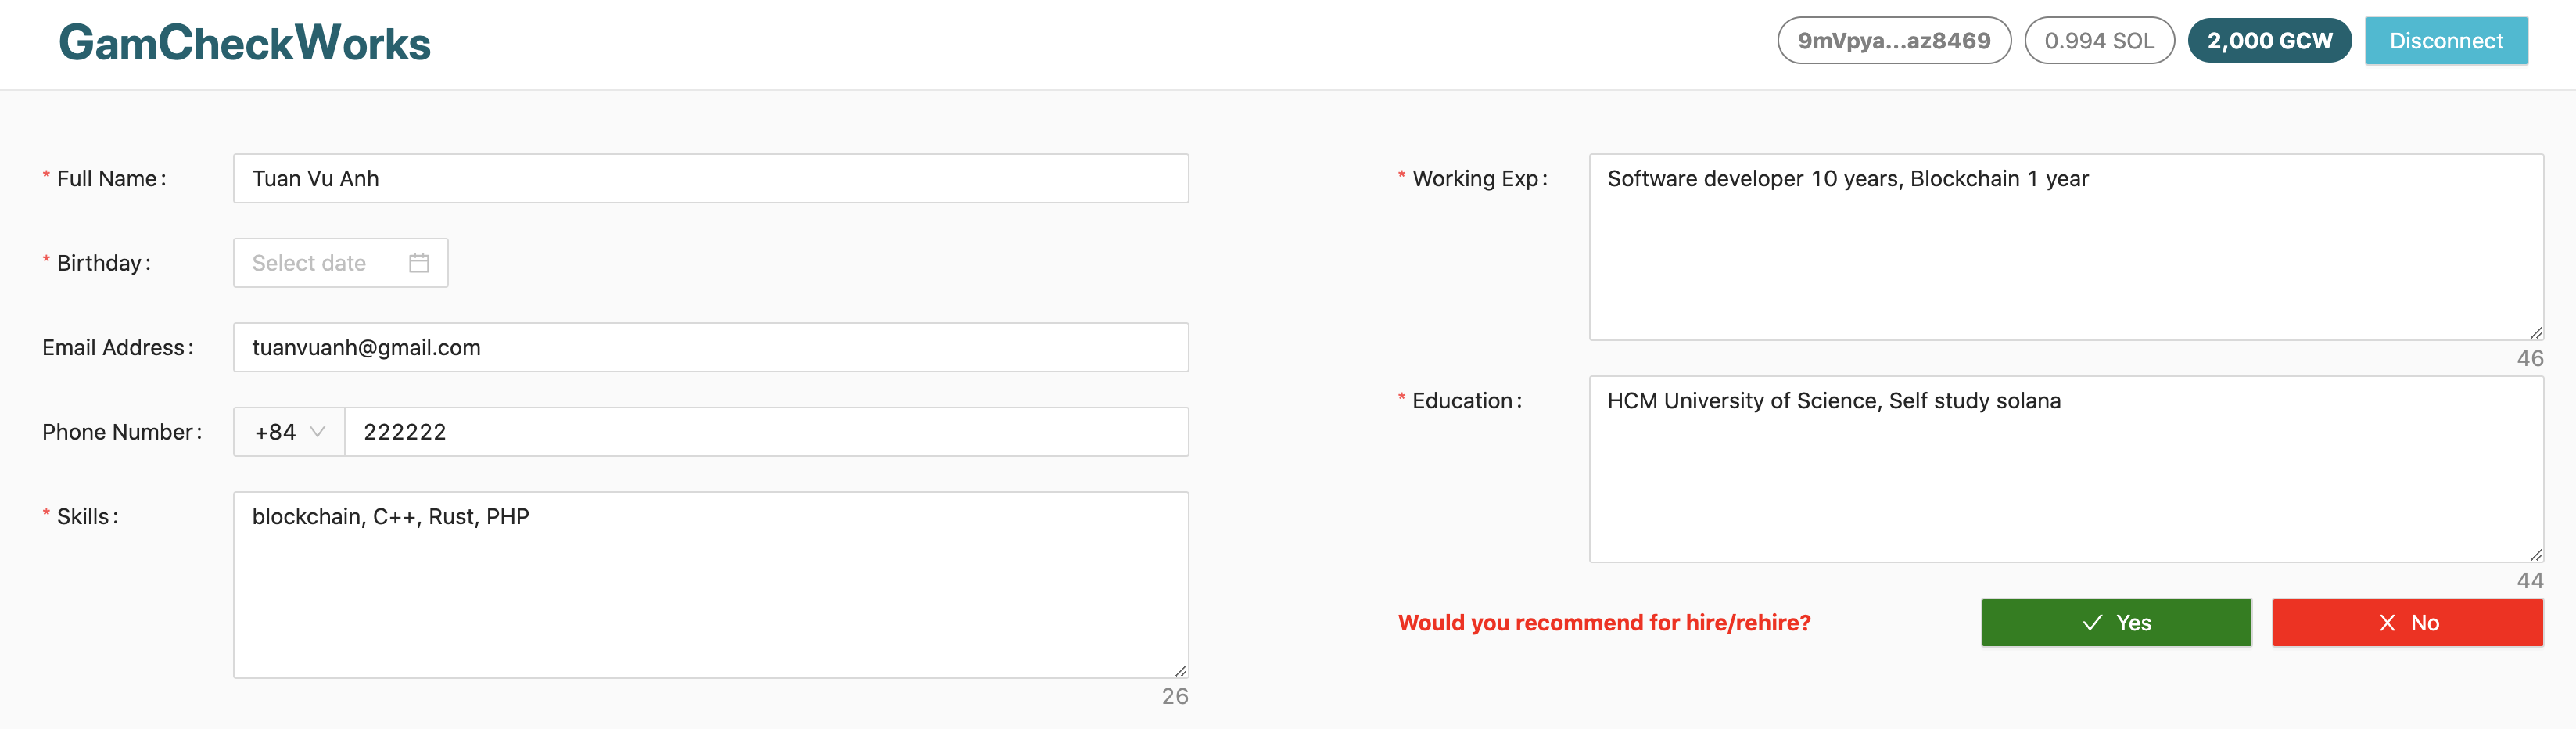 GamCheckWorks
9mVpya...az8469
0.994 SOL
2,000 GCW
Disconnect
* Full Name: Tuan Vu Anh
* Birthday: Select date
Email Address: tuanvuanh@gmail.com
Phone Number: +84 222222
* Skills: blockchain, C++, Rust, PHP
26
* Working Exp: Software developer 10 years, Blockchain 1 year
46
* Education: HCM University of Science, Self study solana
44
Would you recommend for hire/rehire?
Yes
No